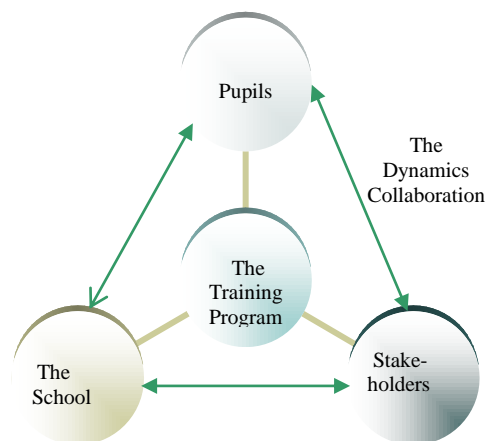 Pupils
The
Dynamics
Collaboration
The
Training
Program
The
School
Stake-
holders